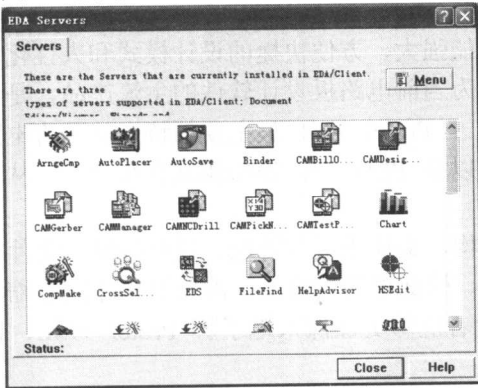 EDA Servers
Servers
These are the Servers that are currently installed in EDA/Client.
There are three
types of servers supported in EDA/Client; Document
Menu
ArngeCmp AutoPlacer AutoSave Binder CAMBillO... CAMDesig...
CAMGerber CAMManager CAMNCDrill CAMPickN... CAMTestP... Chart
CompMake CrossSel... EDS FileFind HelpAdvisor HSEdit
Status:
Close Help